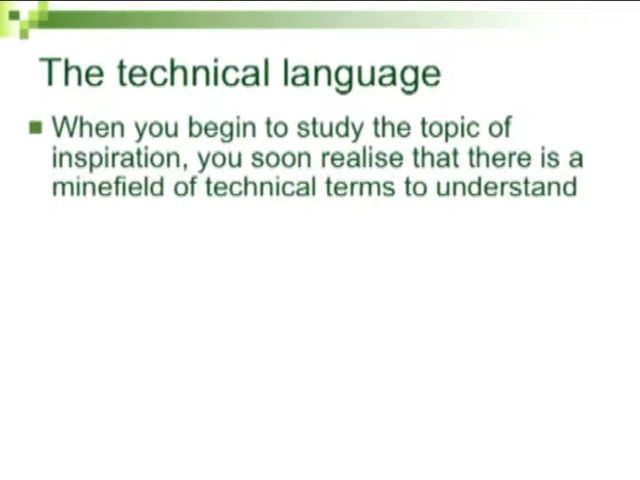 The technical language
When you begin to study the topic of
inspiration, you soon realise that there is a
minefield of technical terms to understand